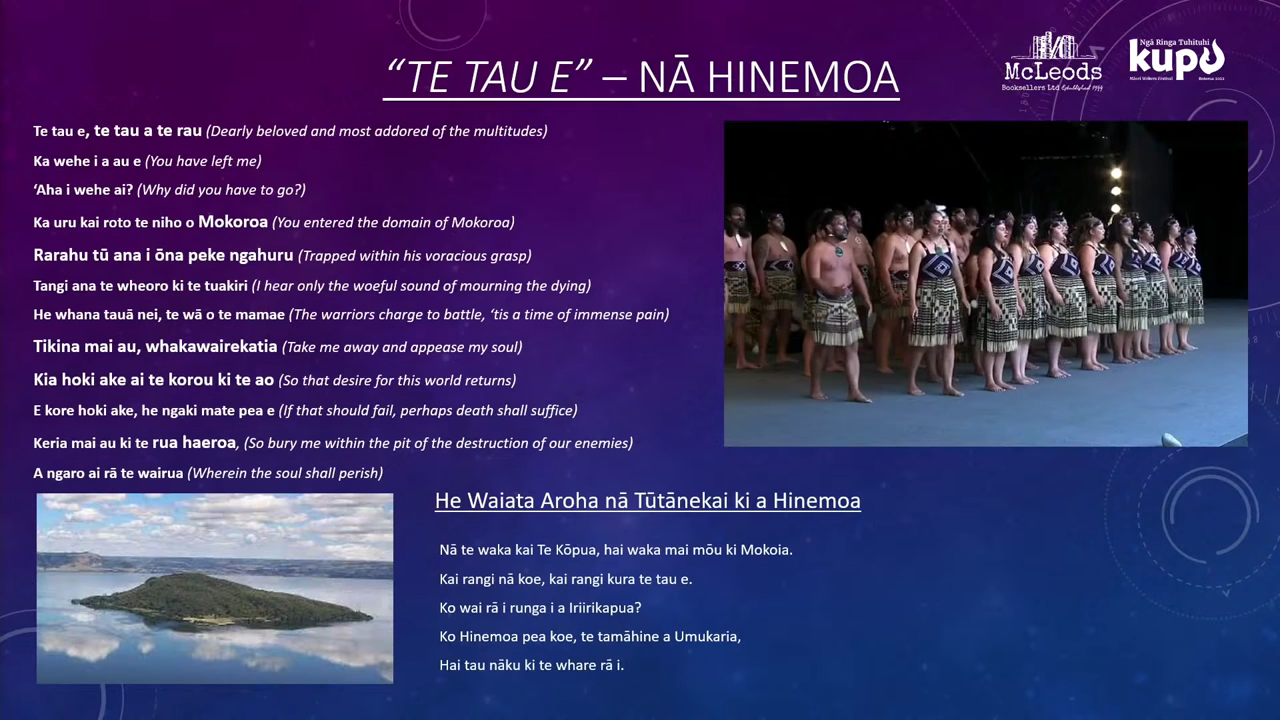 "TE TAU E" – NĀ HINEMOA
McLeods
Booksellers Ltd Established 1944
Ngā Ringa Tuhituhi
kupu
Māori Writers Festival Rotorua 2022
Te tau e, te tau a te rau (Dearly beloved and most addored of the multitudes)
Ka wehe i a au e (You have left me)
‘Aha i wehe ai? (Why did you have to go?)
Ka uru kai roto te niho o Mokoroa (You entered the domain of Mokoroa)
Rarahu tū ana i ōna peke ngahuru (Trapped within his voracious grasp)
Tangi ana te wheoro ki te tuakiri (I hear only the woeful sound of mourning the dying)
He whana tauā nei, te wā o te mamae (The warriors charge to battle, ‘tis a time of immense pain)
Tikina mai au, whakawairekatia (Take me away and appease my soul)
Kia hoki ake ai te korou ki te ao (So that desire for this world returns)
E kore hoki ake, he ngaki mate pea e (If that should fail, perhaps death shall suffice)
Keria mai au ki te rua haeroa, (So bury me within the pit of the destruction of our enemies)
A ngaro ai rā te wairua (Wherein the soul shall perish)
He Waiata Aroha nā Tūtānekai ki a Hinemoa
Nā te waka kai Te Kōpua, hai waka mai mōu ki Mokoia.
Kai rangi nā koe, kai rangi kura te tau e.
Ko wai rā i runga i a Iriirikapua?
Ko Hinemoa pea koe, te tamāhine a Umukaria,
Hai tau nāku ki te whare rā i.